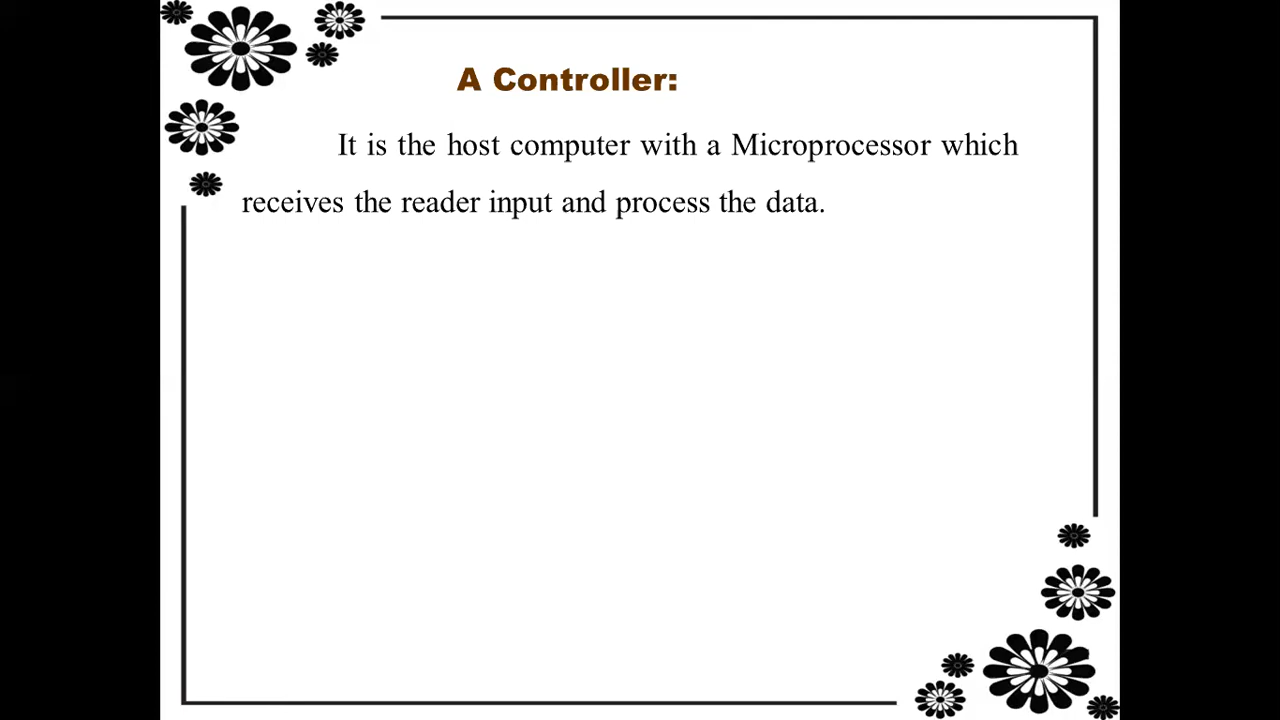 A Controller:
It is the host computer with a Microprocessor which
receives the reader input and process the data.